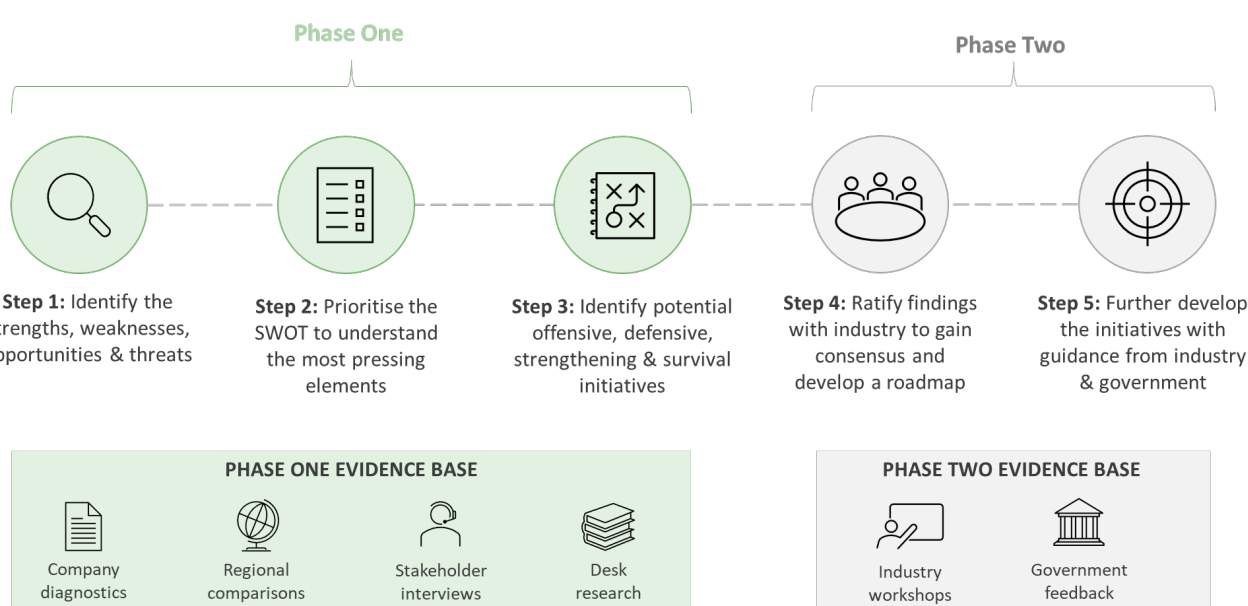 Phase One
Phase Two
Step 1: Identify the
trengths, weaknesses,
pportunities & threats
Step 2: Prioritise the
SWOT to understand
the most pressing
elements
Step 3: Identify potential
offensive, defensive,
strengthening & survival
initiatives
Step 4: Ratify findings
with industry to gain
consensus and
develop a roadmap
Step 5: Further develop
the initiatives with
guidance from industry
& government
PHASE ONE EVIDENCE BASE
Company
diagnostics
Regional
comparisons
Stakeholder
interviews
Desk
research
PHASE TWO EVIDENCE BASE
Industry
workshops
Government
feedback